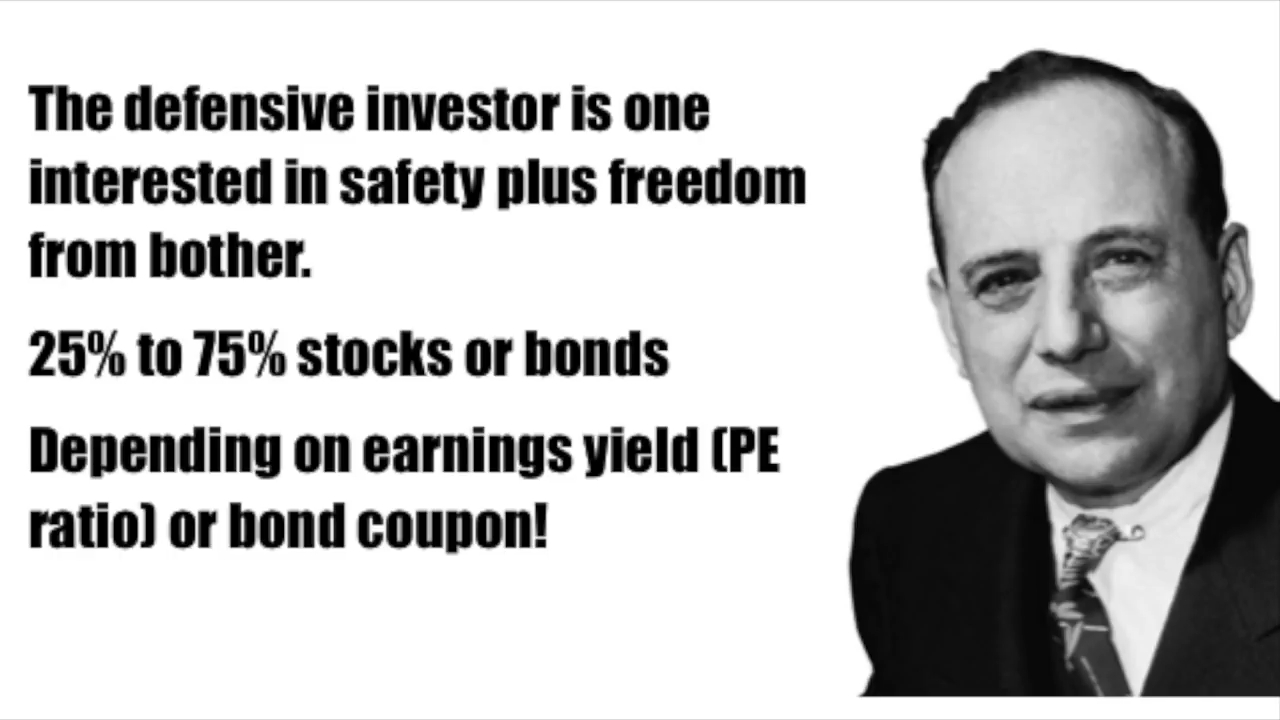 The defensive investor is one
interested in safety plus freedom
from bother.
25% to 75% stocks or bonds
Depending on earnings yield (PE
ratio) or bond coupon!